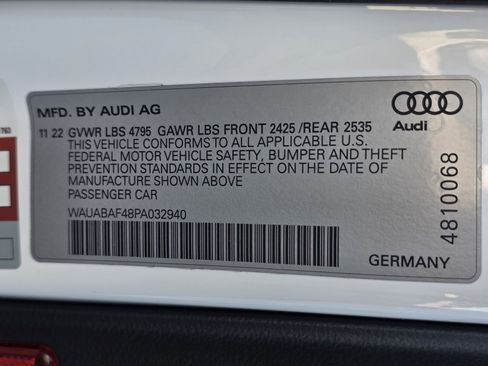 MFD. BY AUDI AG
11 22 GVWR LBS 4795 GAWR LBS FRONT 2425 /REAR 2535
THIS VEHICLE CONFORMS TO ALL APPLICABLE U.S.
FEDERAL MOTOR VEHICLE SAFETY, BUMPER AND THEFT
PREVENTION STANDARDS IN EFFECT ON THE DATE OF
MANUFACTURE SHOWN ABOVE
PASSENGER CAR
WAUABAF48PA032940
Audi
4810068
GERMANY